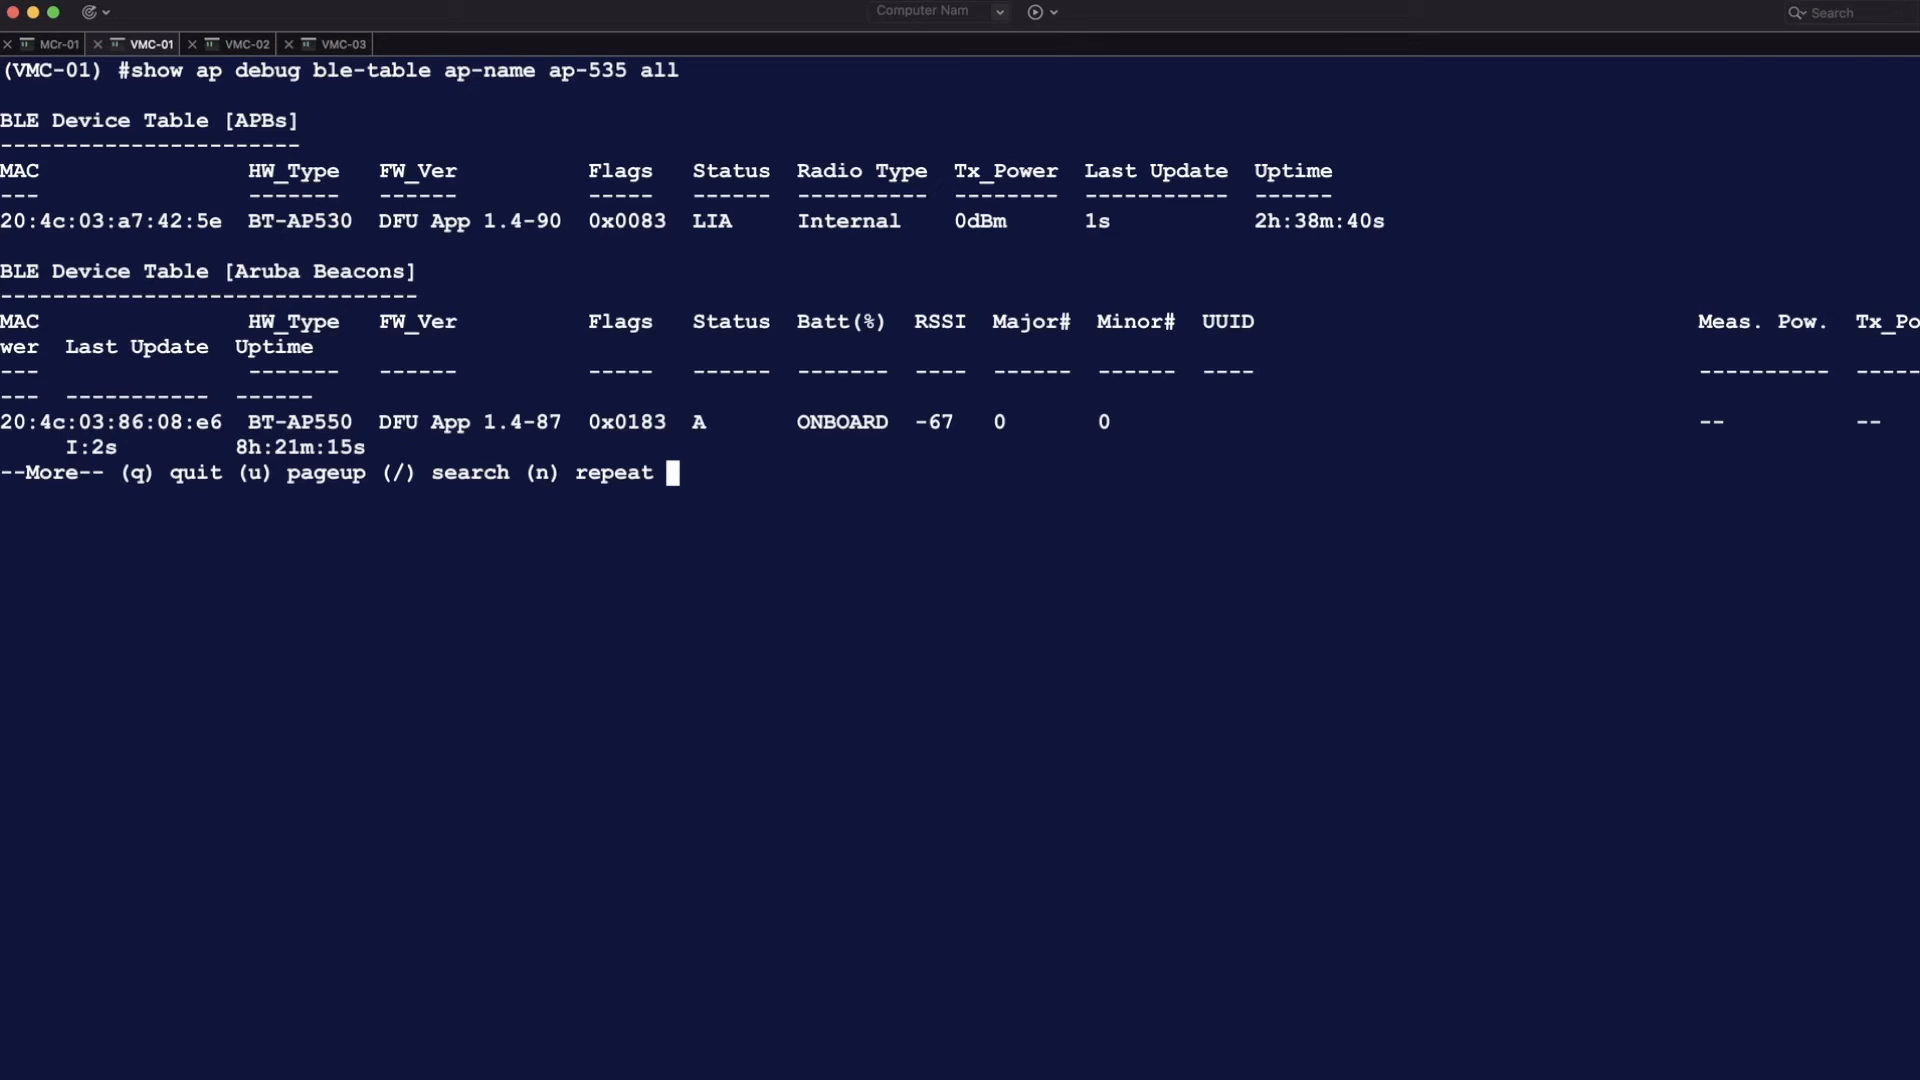 Computer Nam
Search
MCr-01 VMC-01 VMC-02 VMC-03
(VMC-01) #show ap debug ble-table ap-name ap-535 all
BLE Device Table [APBs]
-----------------------
MAC HW_Type FW_Ver Flags Status Radio Type Tx_Power Last Update Uptime
--- ------- ------ ----- ------ ---------- -------- ----------- ------
20:4c:03:a7:42:5e BT-AP530 DFU App 1.4-90 0x0083 LIA Internal 0dBm 1s 2h:38m:40s
BLE Device Table [Aruba Beacons]
--------------------------------
MAC HW_Type FW_Ver Flags Status Batt(%) RSSI Major# Minor# UUID Meas. Pow. Tx_Po
wer Last Update Uptime
--- ------- ------ ----- ------ ------- ---- ------ ------ ---- ---------- -----
--- ----------- ------
20:4c:03:86:08:e6 BT-AP550 DFU App 1.4-87 0x0183 A ONBOARD -67 0 0 -- --
I:2s 8h:21m:15s
--More-- (q) quit (u) pageup (/) search (n) repeat